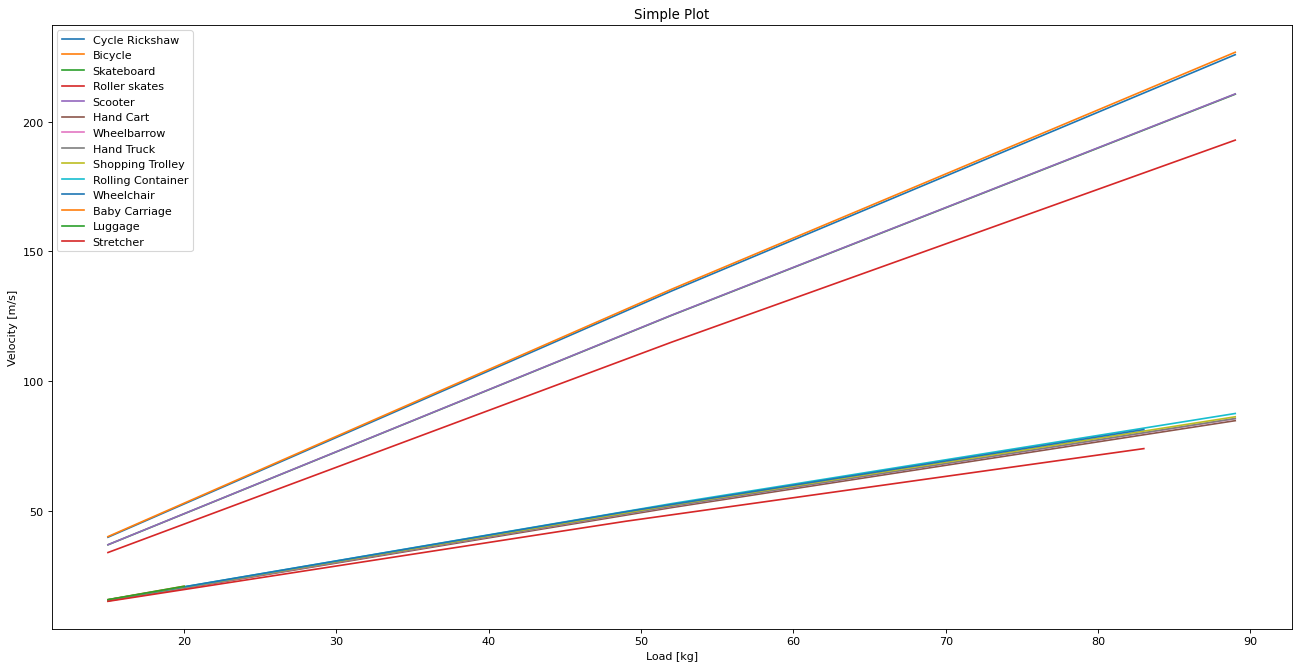 Simple Plot
Cycle Rickshaw
Bicycle
Skateboard
Roller skates
Scooter
Hand Cart
Wheelbarrow
Hand Truck
Shopping Trolley
Rolling Container
Wheelchair
Baby Carriage
Luggage
Stretcher
Velocity [m/s]
200
150
100
50
20 30 40 50 60 70 80 90
Load [kg]